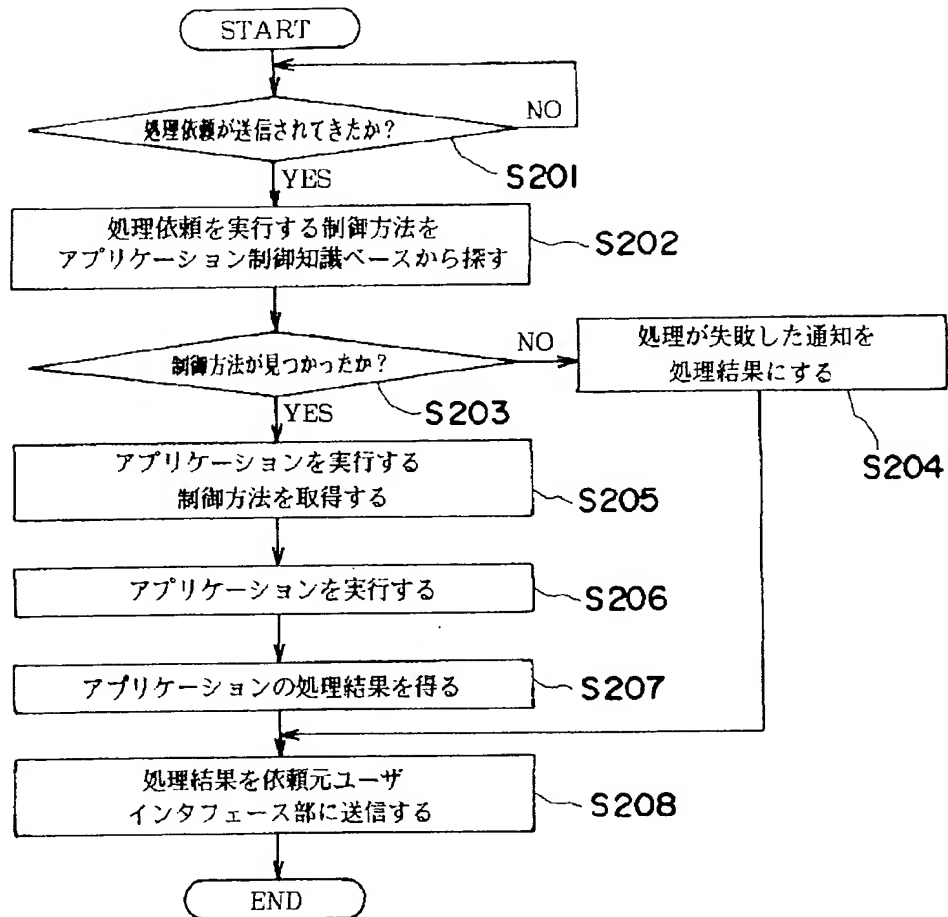 START
NO
処理依頼が送信されてきたか?
S201
YES
処理依頼を実行する制御方法を
アプリケーション制御知識ベースから探す
S202
制御方法が見つかったか?
NO
S203
YES
処理が失敗した通知を
処理結果にする
S204
アプリケーションを実行する
制御方法を取得する
S205
アプリケーションを実行する
S206
アプリケーションの処理結果を得る
S207
処理結果を依頼元ユーザ
インタフェース部に送信する
S208
END